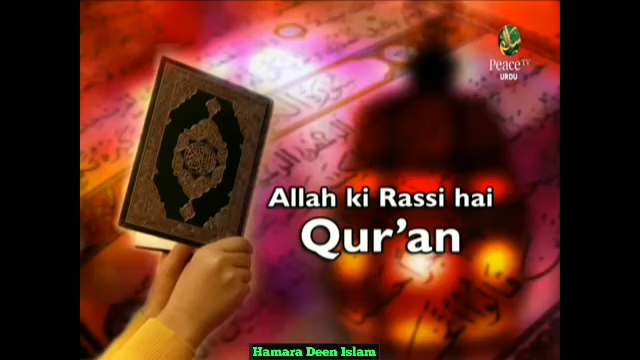 Peace TV
URDU
Allah ki Rassi hai
Qur'an
Hamara Deen Islam